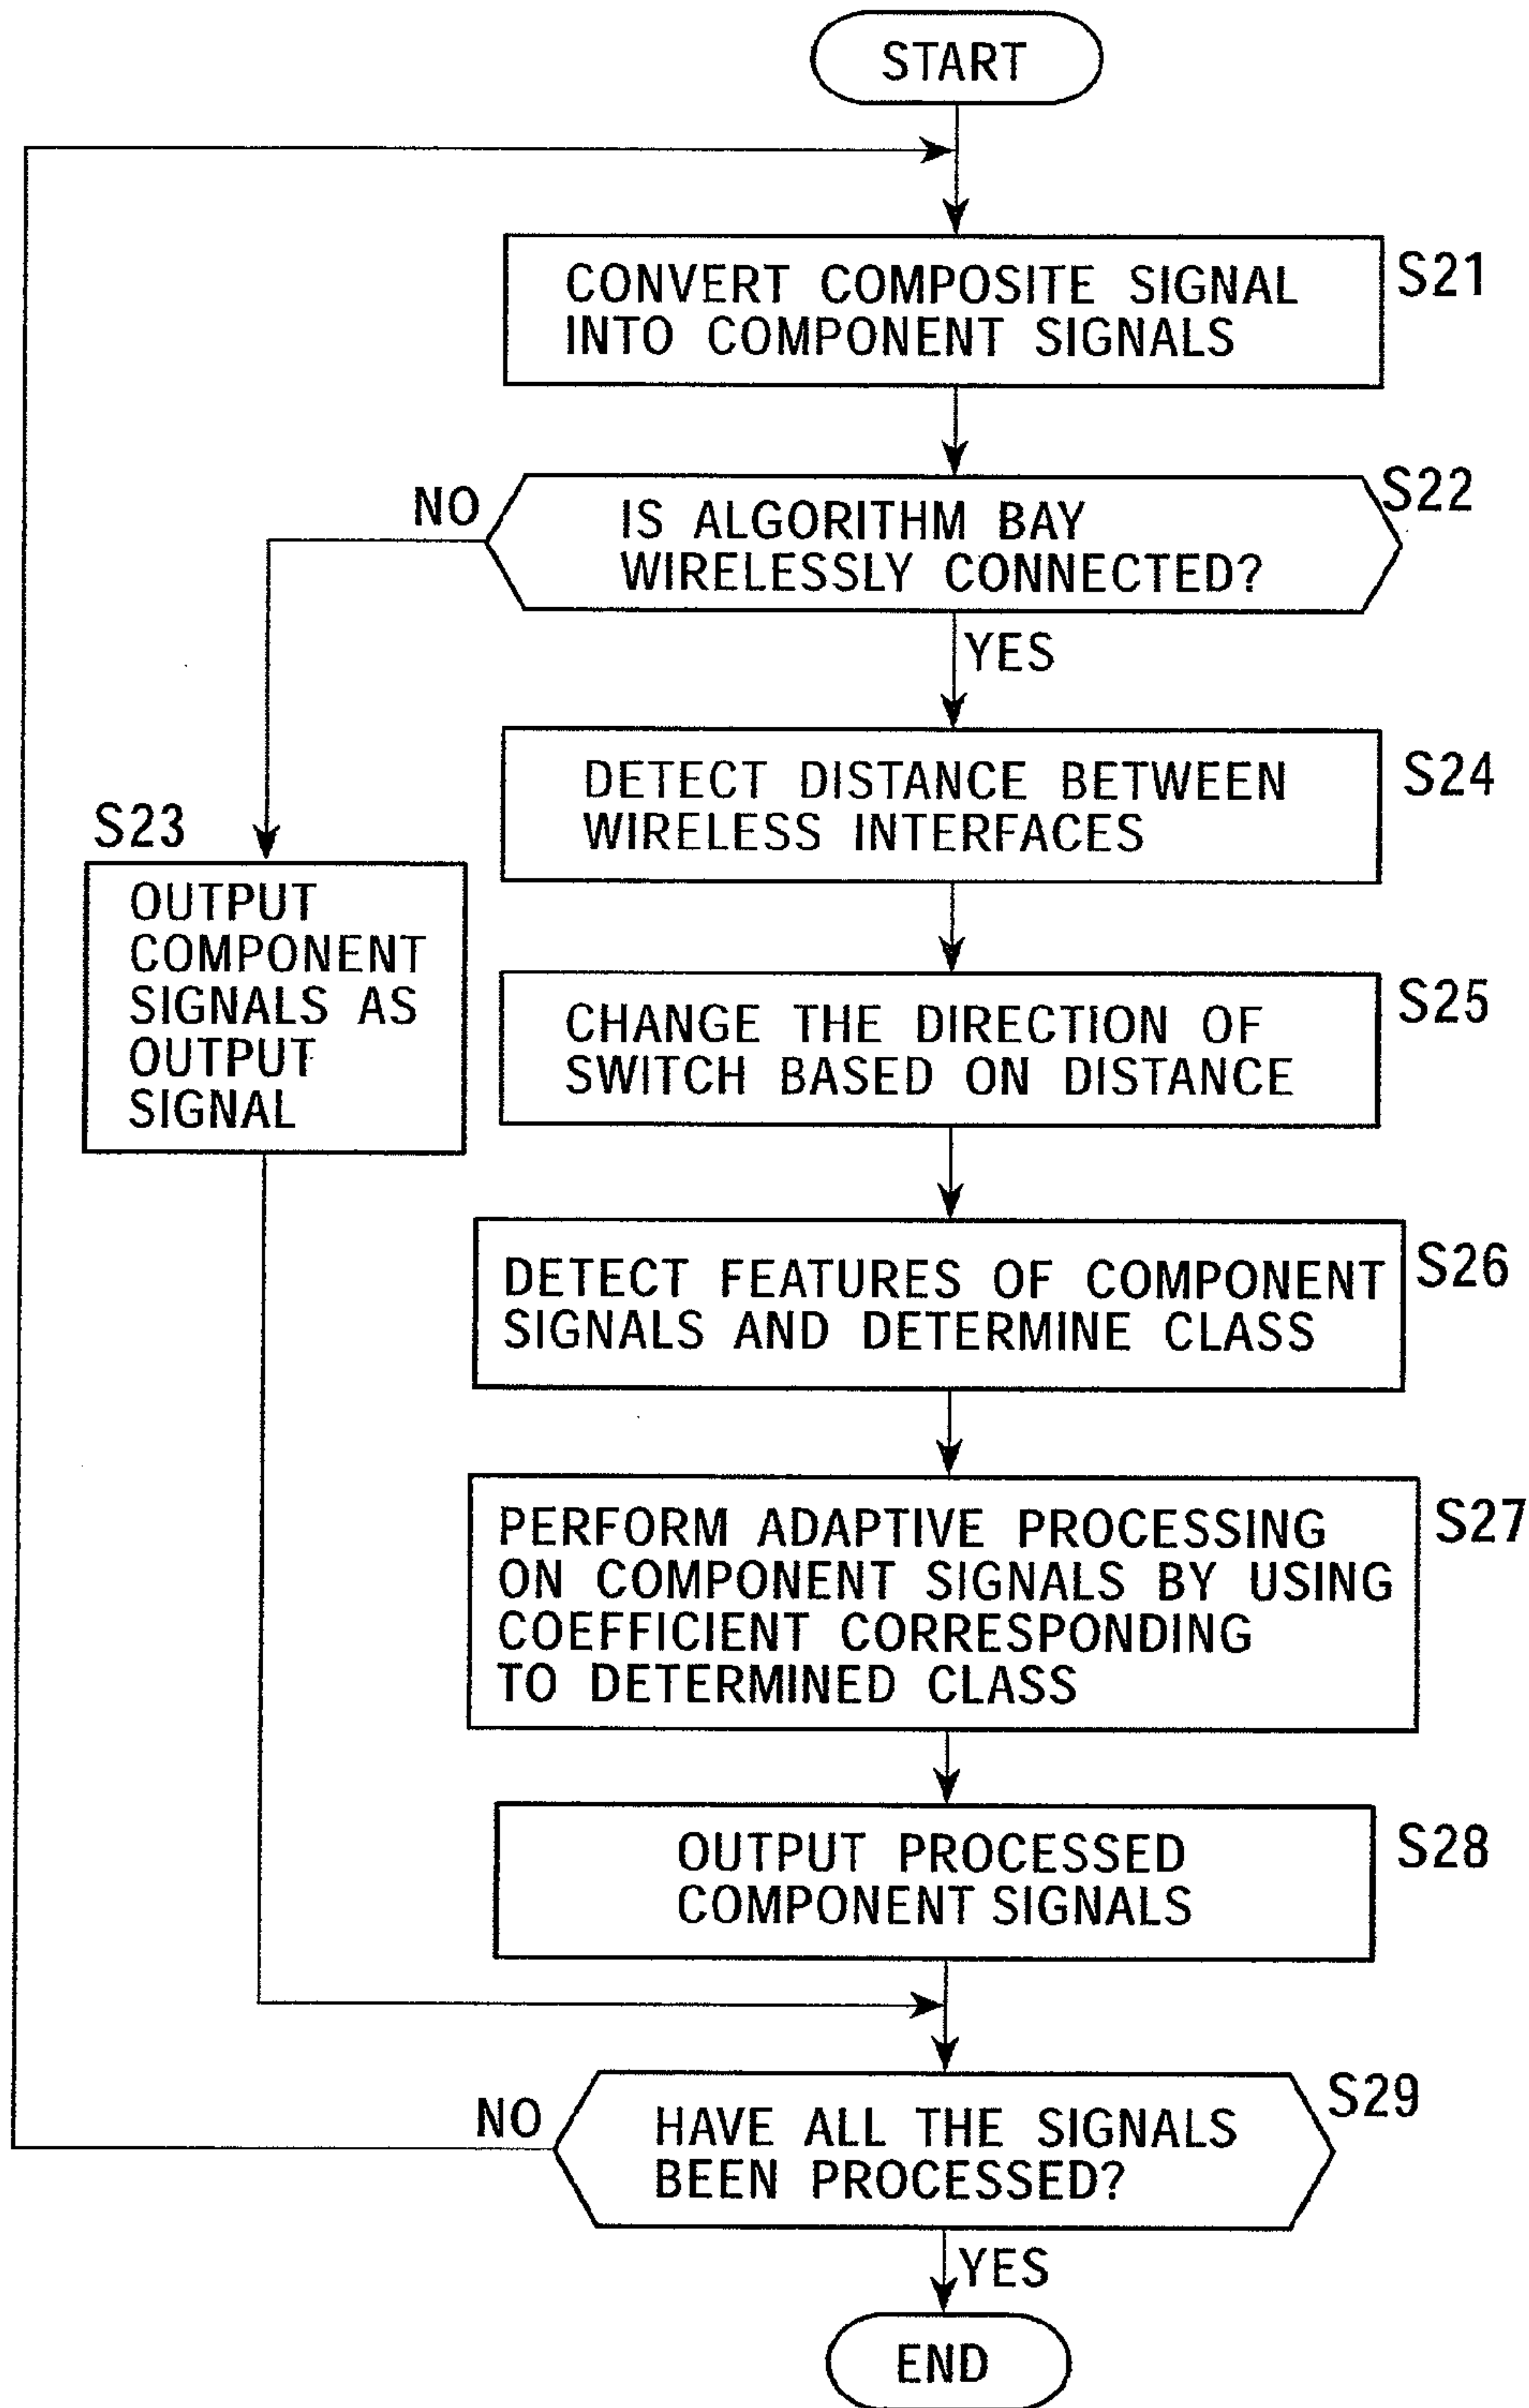 START
CONVERT COMPOSITE SIGNAL
INTO COMPONENT SIGNALS
S21
NO
IS ALGORITHM BAY
WIRELESSLY CONNECTED?
S22
YES
DETECT DISTANCE BETWEEN
WIRELESS INTERFACES
S24
S23
OUTPUT
COMPONENT
SIGNALS AS
OUTPUT
SIGNAL
CHANGE THE DIRECTION OF
SWITCH BASED ON DISTANCE
S25
DETECT FEATURES OF COMPONENT
SIGNALS AND DETERMINE CLASS
S26
PERFORM ADAPTIVE PROCESSING
ON COMPONENT SIGNALS BY USING
COEFFICIENT CORRESPONDING
TO DETERMINED CLASS
S27
OUTPUT PROCESSED
COMPONENT SIGNALS
S28
NO
HAVE ALL THE SIGNALS
BEEN PROCESSED?
S29
YES
END